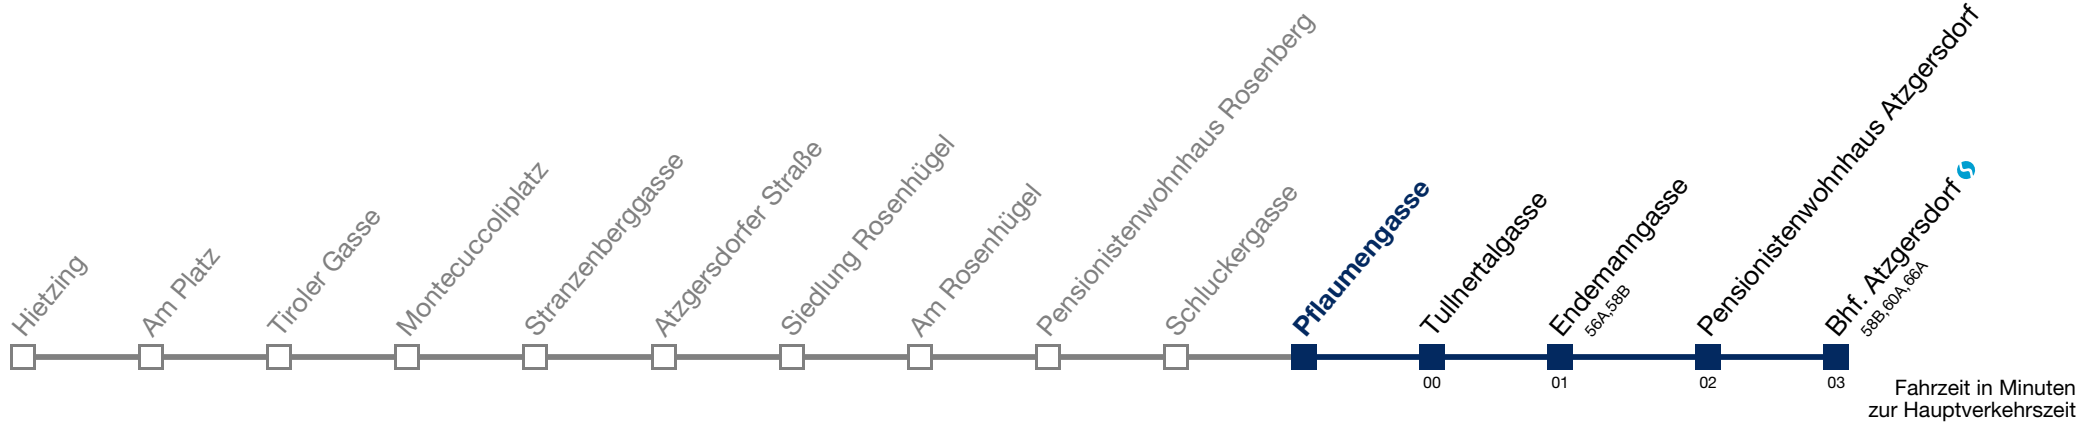 Hietzing
Am Platz
Tiroler Gasse
Montecuccoliplatz
Stranzenberggasse
Atzgersdorfer Straße
Siedlung Rosenhügel
Am Rosenhügel
Pensionistenwohnhaus Rosenberg
Schluckergasse
Pflaumengasse
Tullnertalgasse
Endemanngasse
56A,58B
Pensionistenwohnhaus Atzgersdorf
Bhf. Atzgersdorf
58B,60A,66A
00
01
02
03
Fahrzeit in Minuten
zur Hauptverkehrszeit